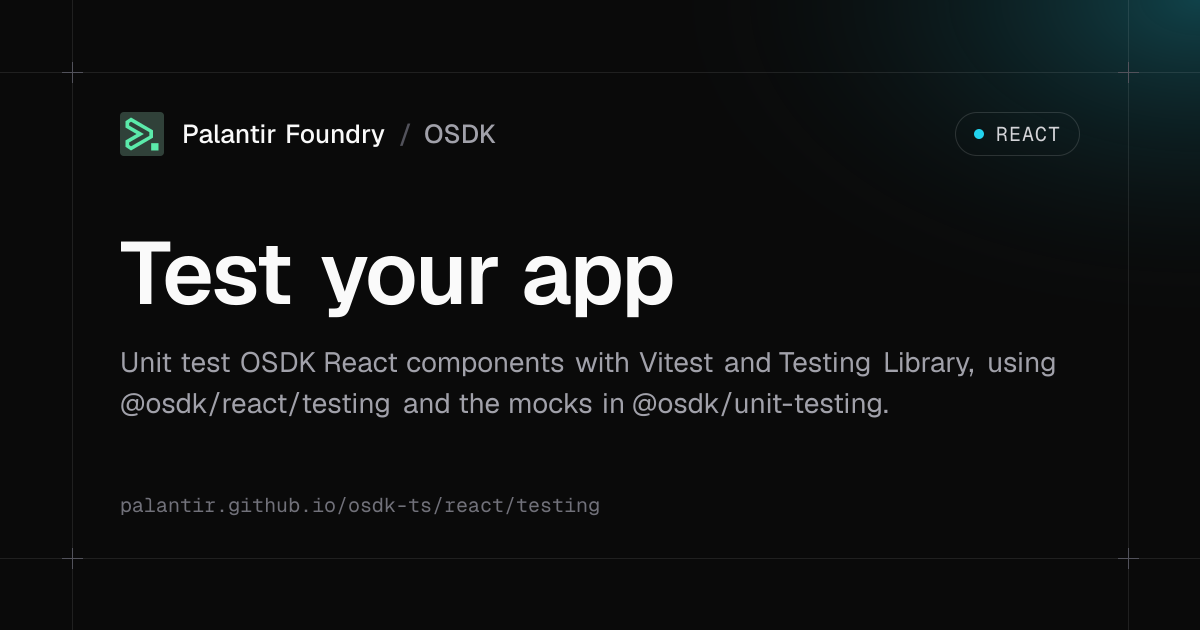 Palantir Foundry / OSDK
REACT
Test your app
Unit test OSDK React components with Vitest and Testing Library, using
@osdk/react/testing and the mocks in @osdk/unit-testing.
palantir.github.io/osdk-ts/react/testing